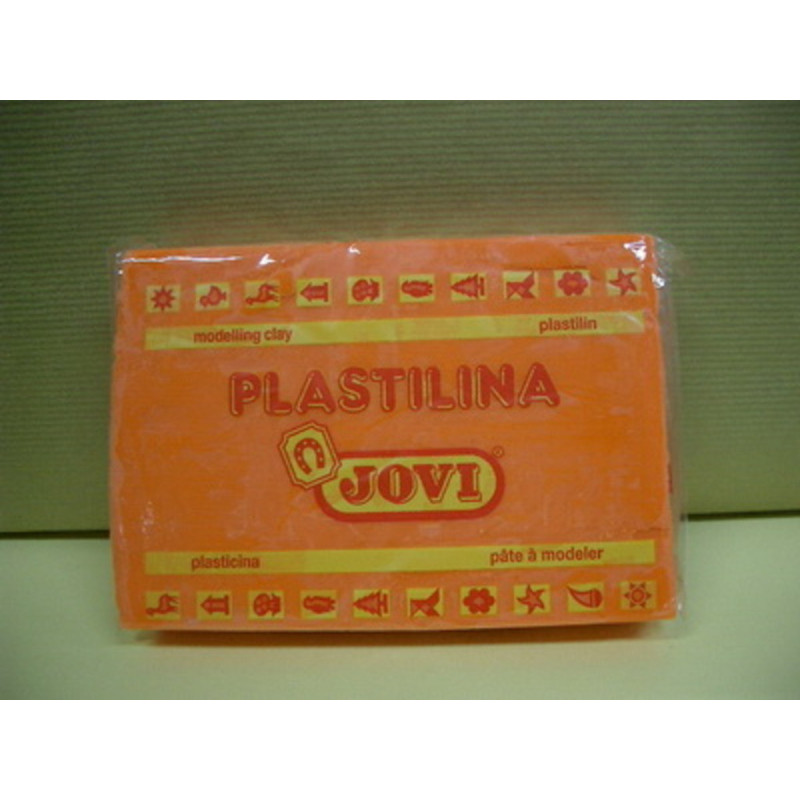 modelling clay plastilin
PLASTILINA
JOVI®
plasticina pâte à modeler